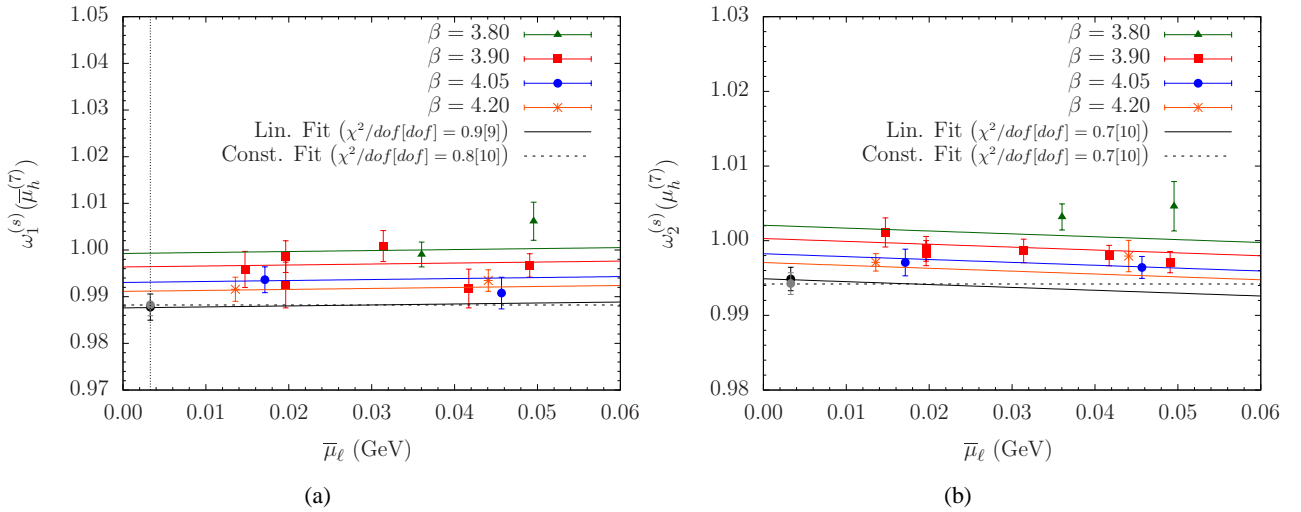 1.05
1.04
1.03
1.02
1.01
1.00
0.99
0.98
0.97
0.00 0.01 0.02 0.03 0.04 0.05 0.06
ω₁⁽ˢ⁾(μ̅ₕ⁽⁷⁾)
μ̅_ℓ (GeV)
β = 3.80
β = 3.90
β = 4.05
β = 4.20
Lin. Fit (χ²/dof[dof] = 0.9[9])
Const. Fit (χ²/dof[dof] = 0.8[10])
(a)
1.03
1.02
1.01
1.00
0.99
0.98
0.00 0.01 0.02 0.03 0.04 0.05 0.06
ω₂⁽ˢ⁾(μₕ⁽⁷⁾)
μ̅_ℓ (GeV)
β = 3.80
β = 3.90
β = 4.05
β = 4.20
Lin. Fit (χ²/dof[dof] = 0.7[10])
Const. Fit (χ²/dof[dof] = 0.7[10])
(b)